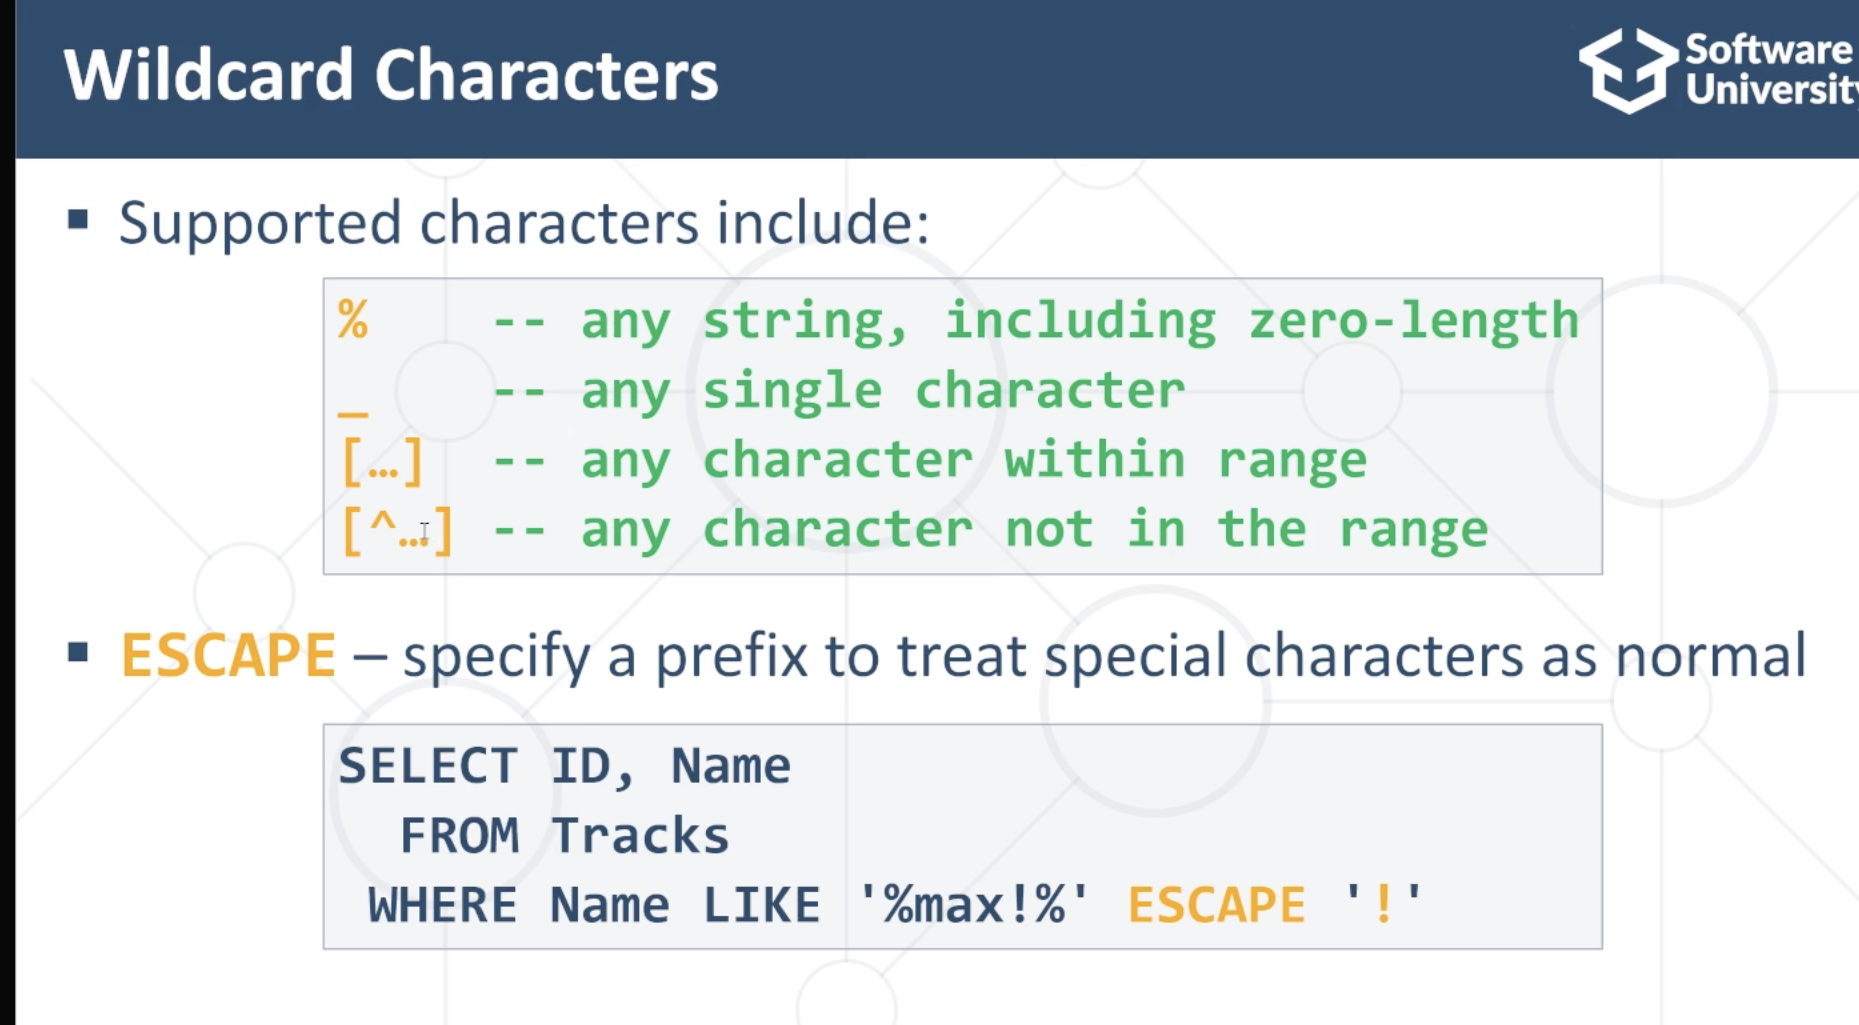 Wildcard Characters
Software
University
▪ Supported characters include:
% -- any string, including zero-length
_ -- any single character
[…] -- any character within range
[^…] -- any character not in the range
▪ ESCAPE – specify a prefix to treat special characters as normal
SELECT ID, Name
FROM Tracks
WHERE Name LIKE '%max!%' ESCAPE '!'